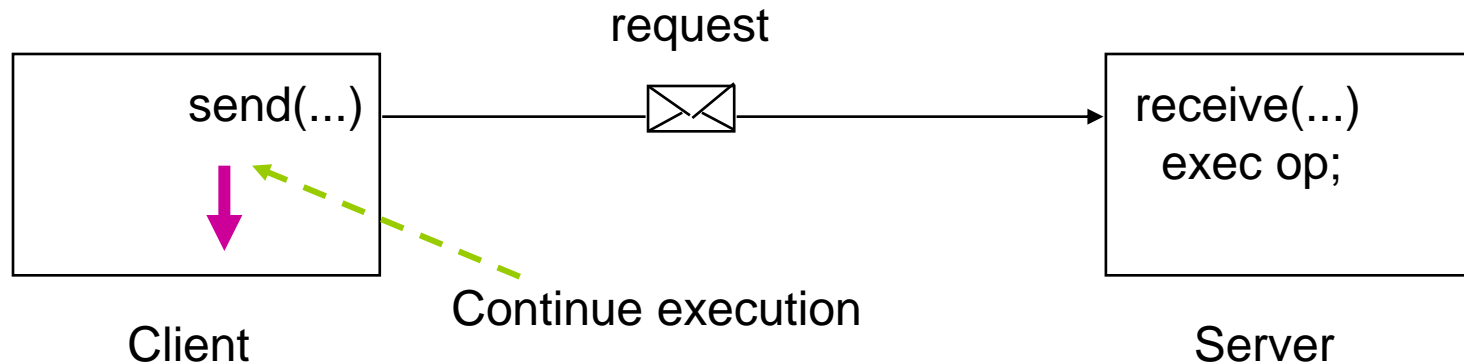 request
send(...)
receive(...)
exec op;
Continue execution
Client
Server